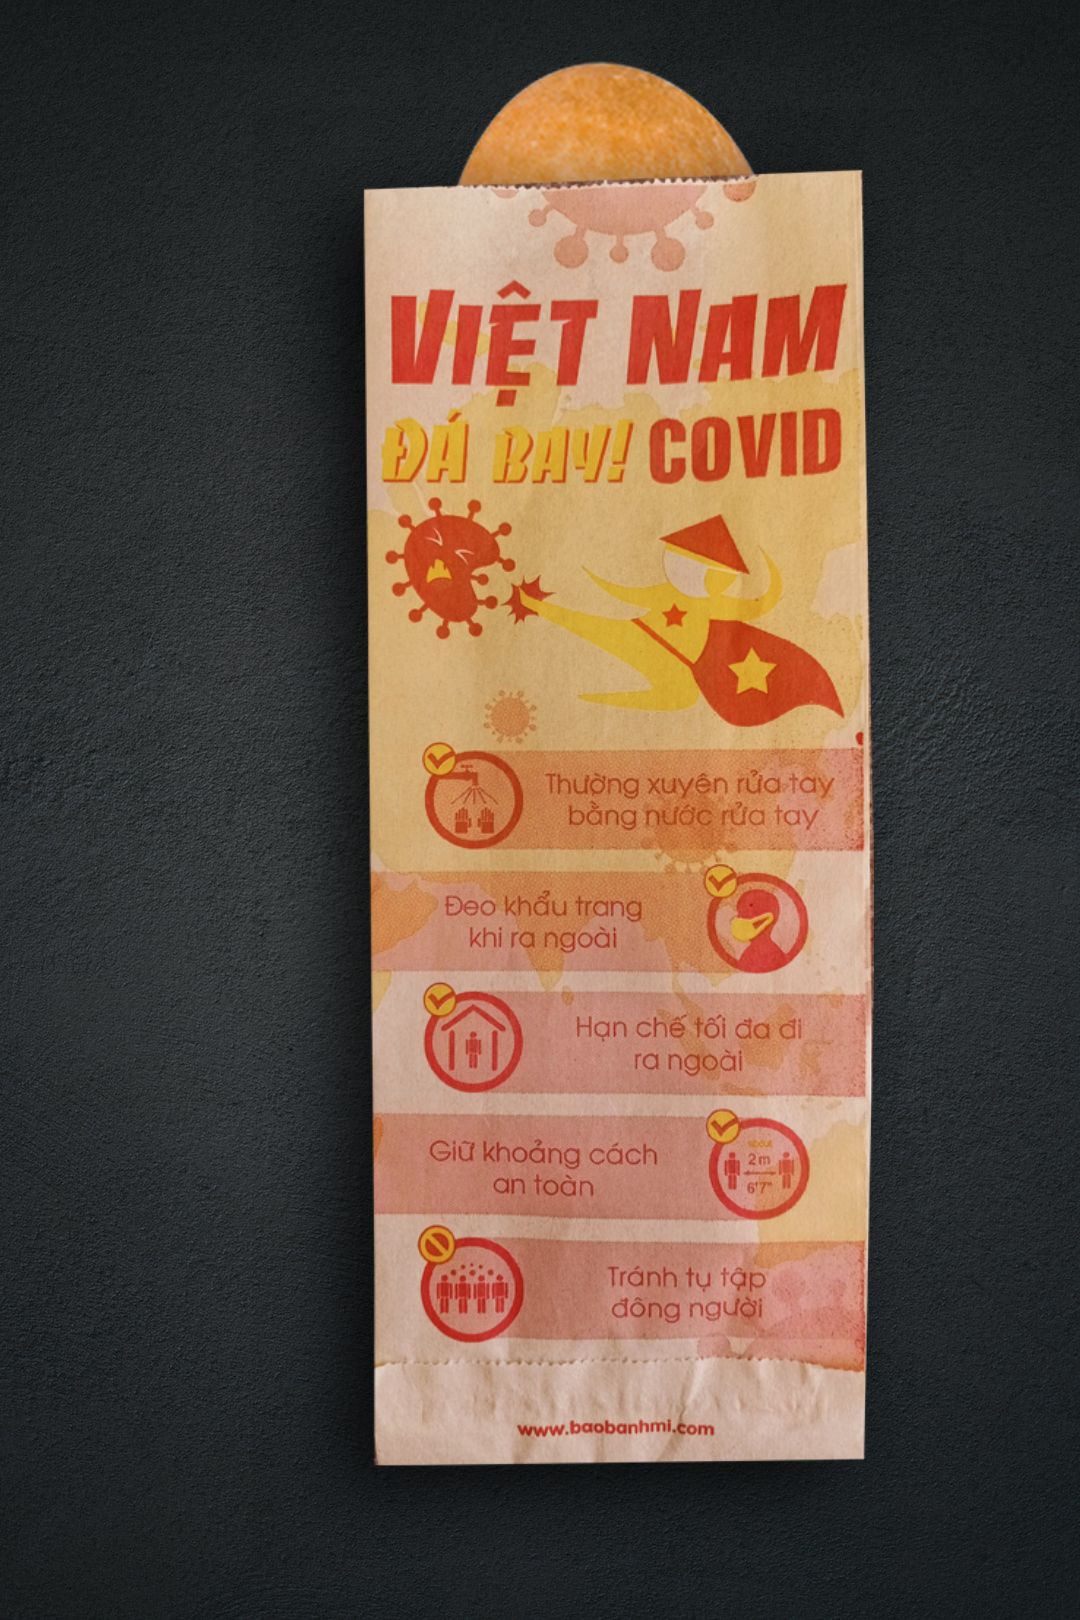 VIỆT NAM
ĐÁ BAY! COVID
Thường xuyên rửa tay
bằng nước rửa tay
Đeo khẩu trang
khi ra ngoài
Hạn chế tối đa đi
ra ngoài
Giữ khoảng cách
an toàn
about
2m
6'7"
Tránh tụ tập
đông người
www.baobanhmi.com